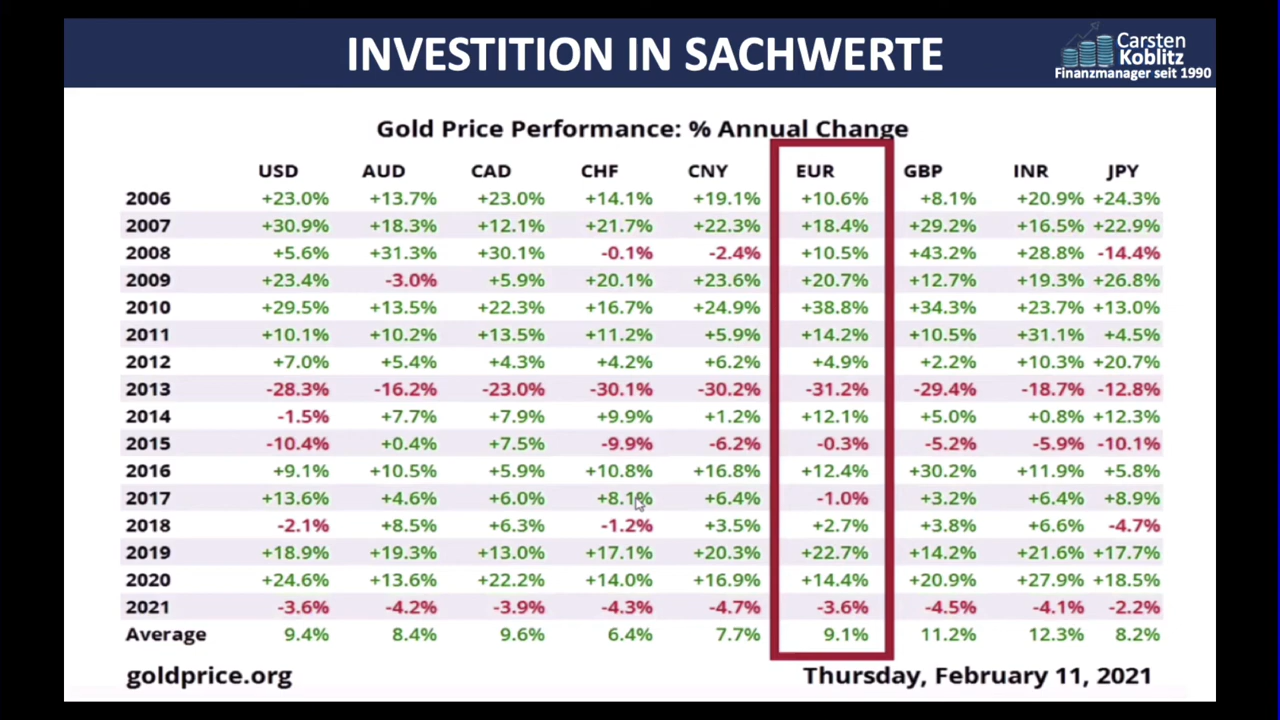 INVESTITION IN SACHWERTE
Carsten
Koblitz
Finanzmanager seit 1990
Gold Price Performance: % Annual Change
USD AUD CAD CHF CNY EUR GBP INR JPY
2006 +23.0% +13.7% +23.0% +14.1% +19.1% +10.6% +8.1% +20.9% +24.3%
2007 +30.9% +18.3% +12.1% +21.7% +22.3% +18.4% +29.2% +16.5% +22.9%
2008 +5.6% +31.3% +30.1% -0.1% -2.4% +10.5% +43.2% +28.8% -14.4%
2009 +23.4% -3.0% +5.9% +20.1% +23.6% +20.7% +12.7% +19.3% +26.8%
2010 +29.5% +13.5% +22.3% +16.7% +24.9% +38.8% +34.3% +23.7% +13.0%
2011 +10.1% +10.2% +13.5% +11.2% +5.9% +14.2% +10.5% +31.1% +4.5%
2012 +7.0% +5.4% +4.3% +4.2% +6.2% +4.9% +2.2% +10.3% +20.7%
2013 -28.3% -16.2% -23.0% -30.1% -30.2% -31.2% -29.4% -18.7% -12.8%
2014 -1.5% +7.7% +7.9% +9.9% +1.2% +12.1% +5.0% +0.8% +12.3%
2015 -10.4% +0.4% +7.5% -9.9% -6.2% -0.3% -5.2% -5.9% -10.1%
2016 +9.1% +10.5% +5.9% +10.8% +16.8% +12.4% +30.2% +11.9% +5.8%
2017 +13.6% +4.6% +6.0% +8.1% +6.4% -1.0% +3.2% +6.4% +8.9%
2018 -2.1% +8.5% +6.3% -1.2% +3.5% +2.7% +3.8% +6.6% -4.7%
2019 +18.9% +19.3% +13.0% +17.1% +20.3% +22.7% +14.2% +21.6% +17.7%
2020 +24.6% +13.6% +22.2% +14.0% +16.9% +14.4% +20.9% +27.9% +18.5%
2021 -3.6% -4.2% -3.9% -4.3% -4.7% -3.6% -4.5% -4.1% -2.2%
Average 9.4% 8.4% 9.6% 6.4% 7.7% 9.1% 11.2% 12.3% 8.2%
goldprice.org Thursday, February 11, 2021